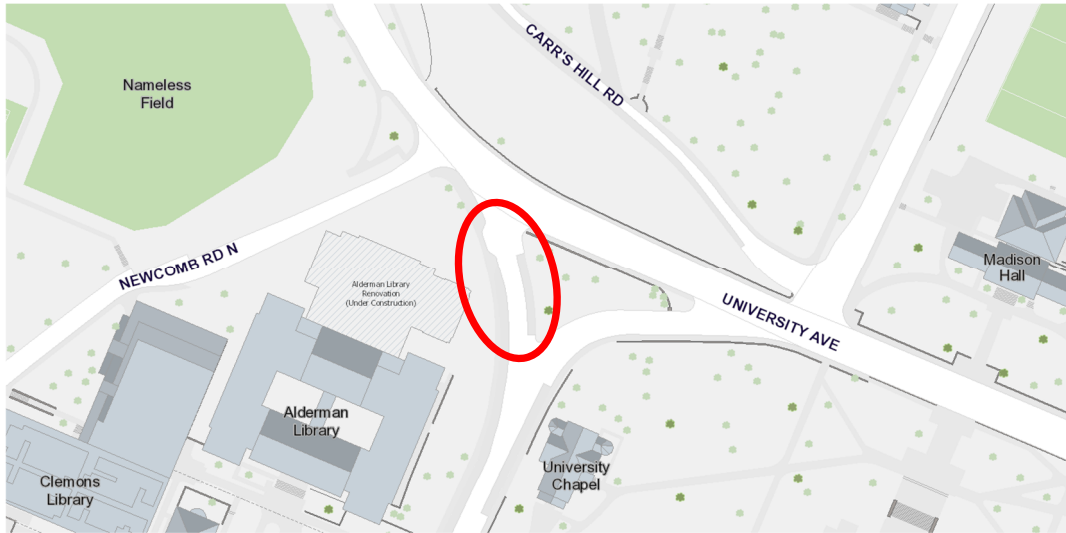 CARR'S HILL RD
Nameless
Field
NEWCOMB RD N
Madison
Hall
Alderman Library
Renovation
(Under Construction)
UNIVERSITY AVE
Alderman
Library
University
Chapel
Clemons
Library